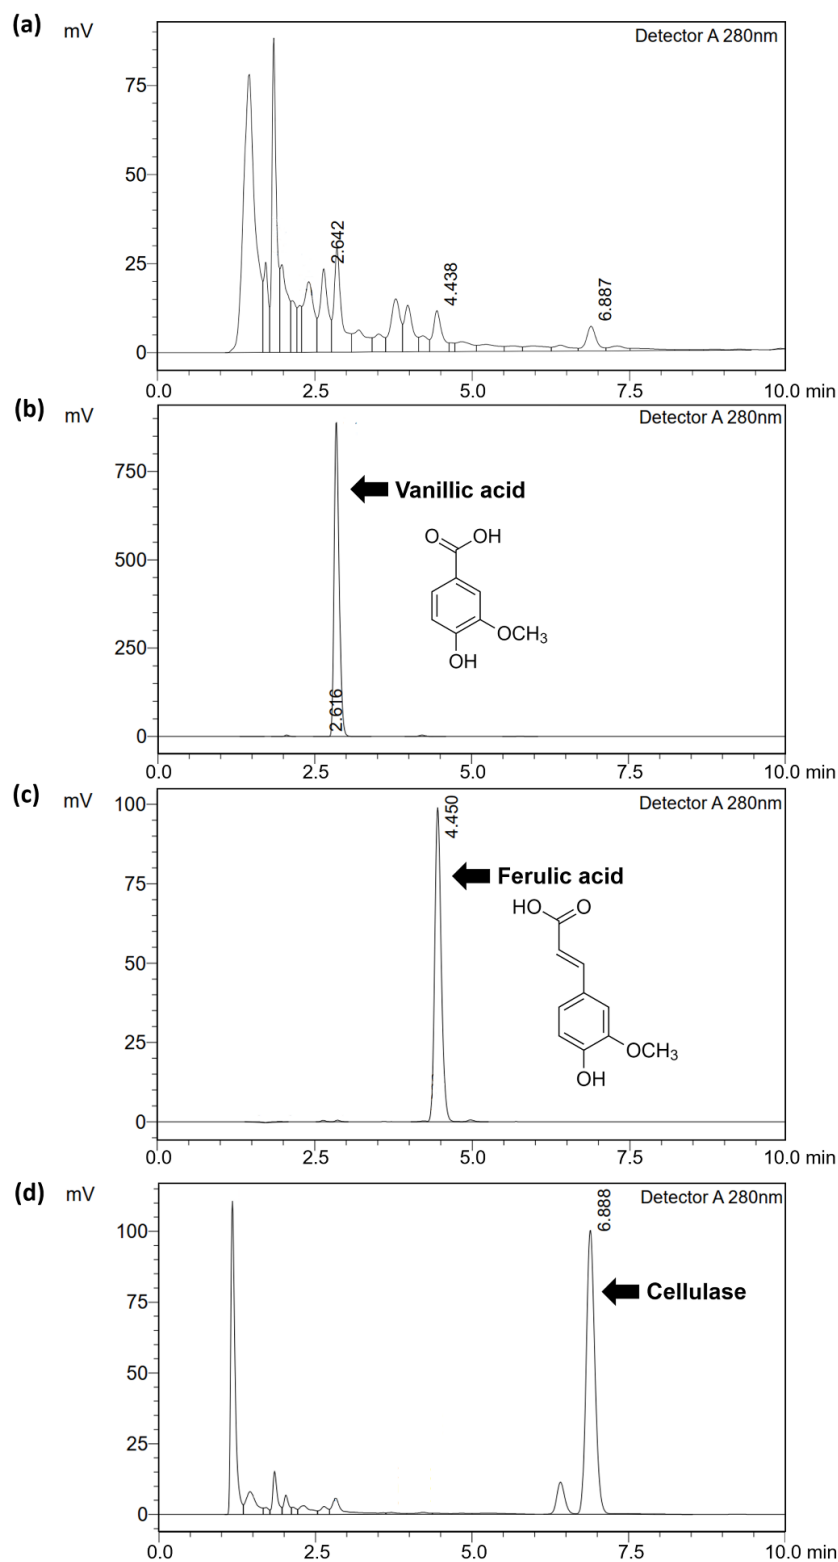 (a) mV Detector A 280nm
75
50
25
0
2.642
4.438
6.887
0.0 2.5 5.0 7.5 10.0 min
(b) mV Detector A 280nm
750
500
250
0
Vanillic acid
O OH
OCH3
OH
2.616
0.0 2.5 5.0 7.5 10.0 min
(c) mV Detector A 280nm
100
75
50
25
0
4.450
Ferulic acid
HO O
OCH3
OH
0.0 2.5 5.0 7.5 10.0 min
(d) mV Detector A 280nm
100
75
50
25
0
6.888
Cellulase
0.0 2.5 5.0 7.5 10.0 min